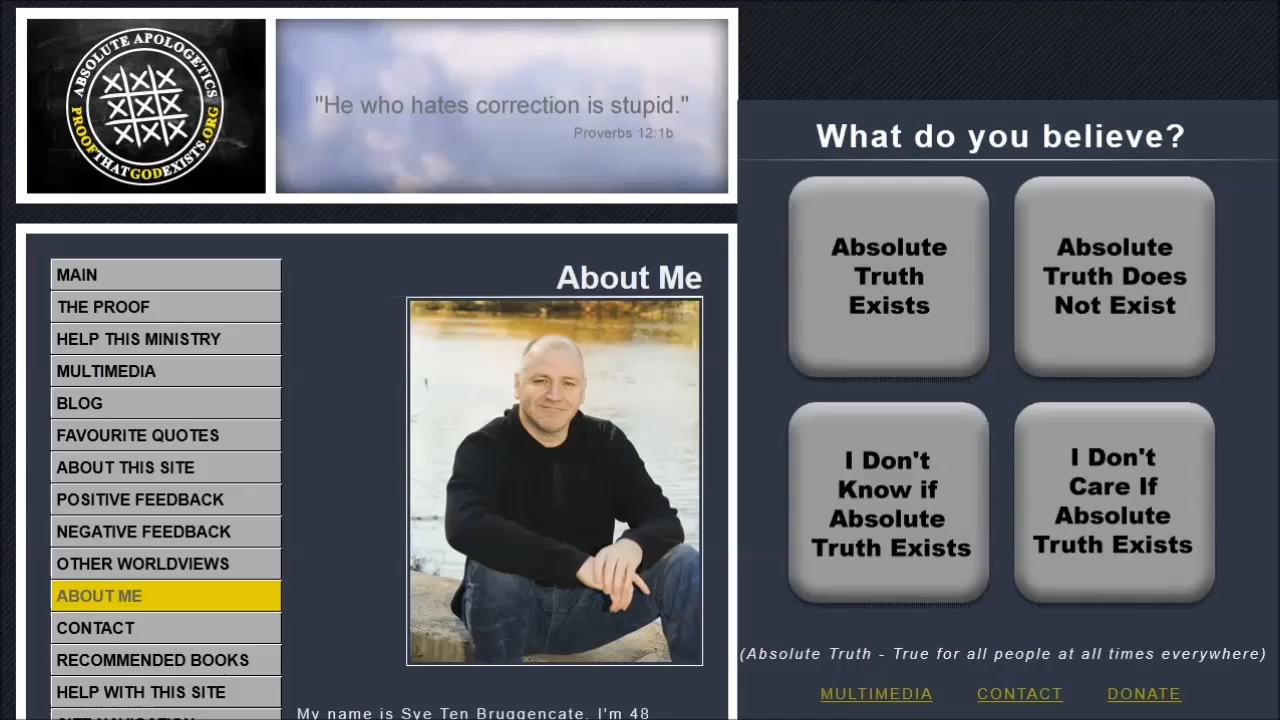 ABSOLUTE APOLOGETICS
PROOFTHATGODEXISTS.ORG
"He who hates correction is stupid."
Proverbs 12:1b
MAIN
THE PROOF
HELP THIS MINISTRY
MULTIMEDIA
BLOG
FAVOURITE QUOTES
ABOUT THIS SITE
POSITIVE FEEDBACK
NEGATIVE FEEDBACK
OTHER WORLDVIEWS
ABOUT ME
CONTACT
RECOMMENDED BOOKS
HELP WITH THIS SITE
SITE NAVIGATION
About Me
My name is Sye Ten Bruggencate. I'm 48
What do you believe?
Absolute
Truth
Exists
Absolute
Truth Does
Not Exist
I Don't
Know if
Absolute
Truth Exists
I Don't
Care If
Absolute
Truth Exists
(Absolute Truth - True for all people at all times everywhere)
MULTIMEDIA CONTACT DONATE